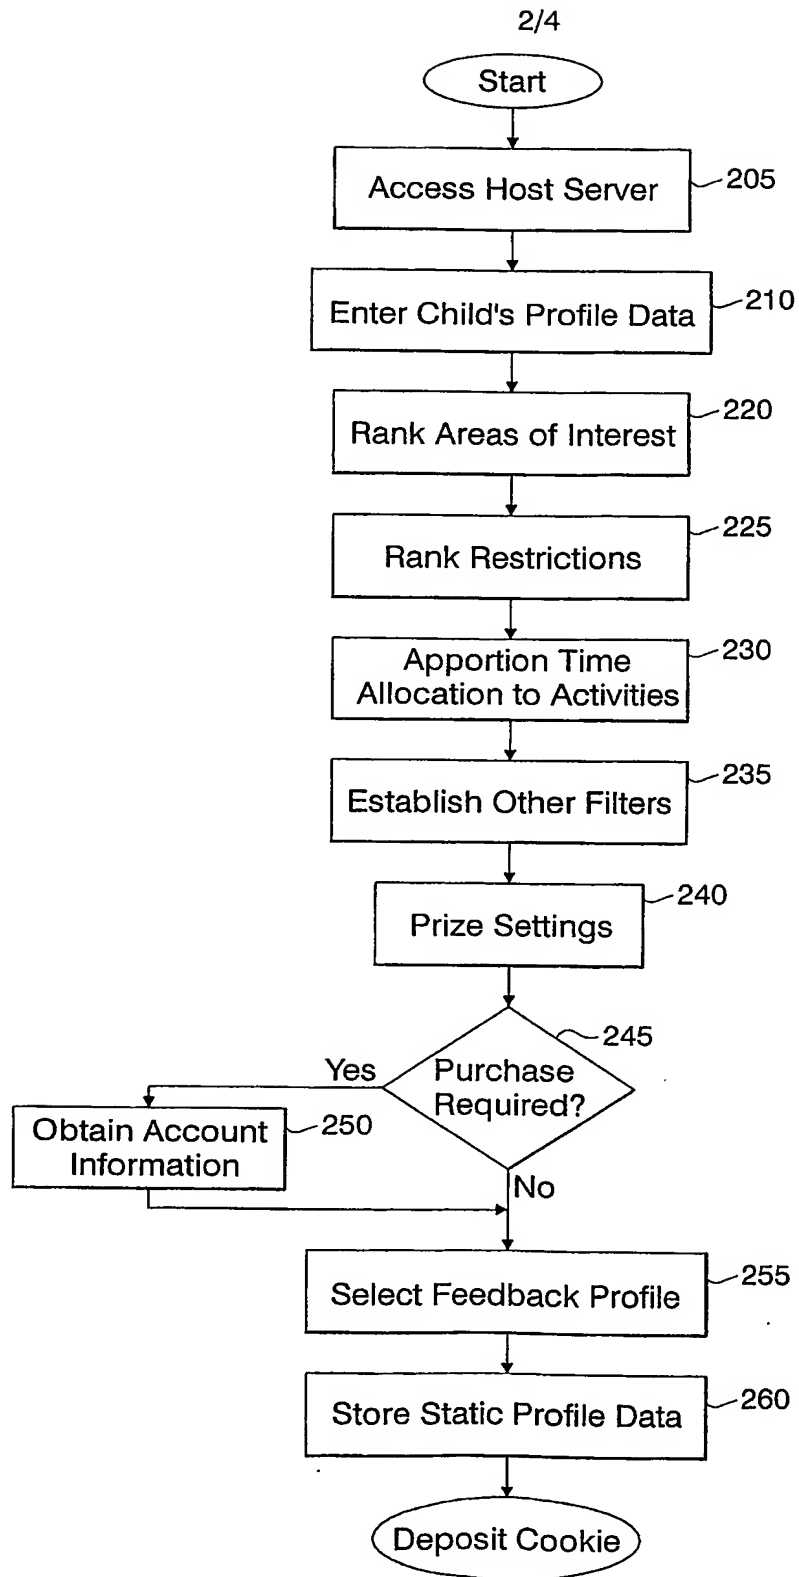 2/4
Start
Access Host Server
205
Enter Child's Profile Data
210
Rank Areas of Interest
220
Rank Restrictions
225
Apportion Time
Allocation to Activities
230
Establish Other Filters
235
Prize Settings
240
Purchase
Required?
245
Yes
Obtain Account
Information
250
No
Select Feedback Profile
255
Store Static Profile Data
260
Deposit Cookie